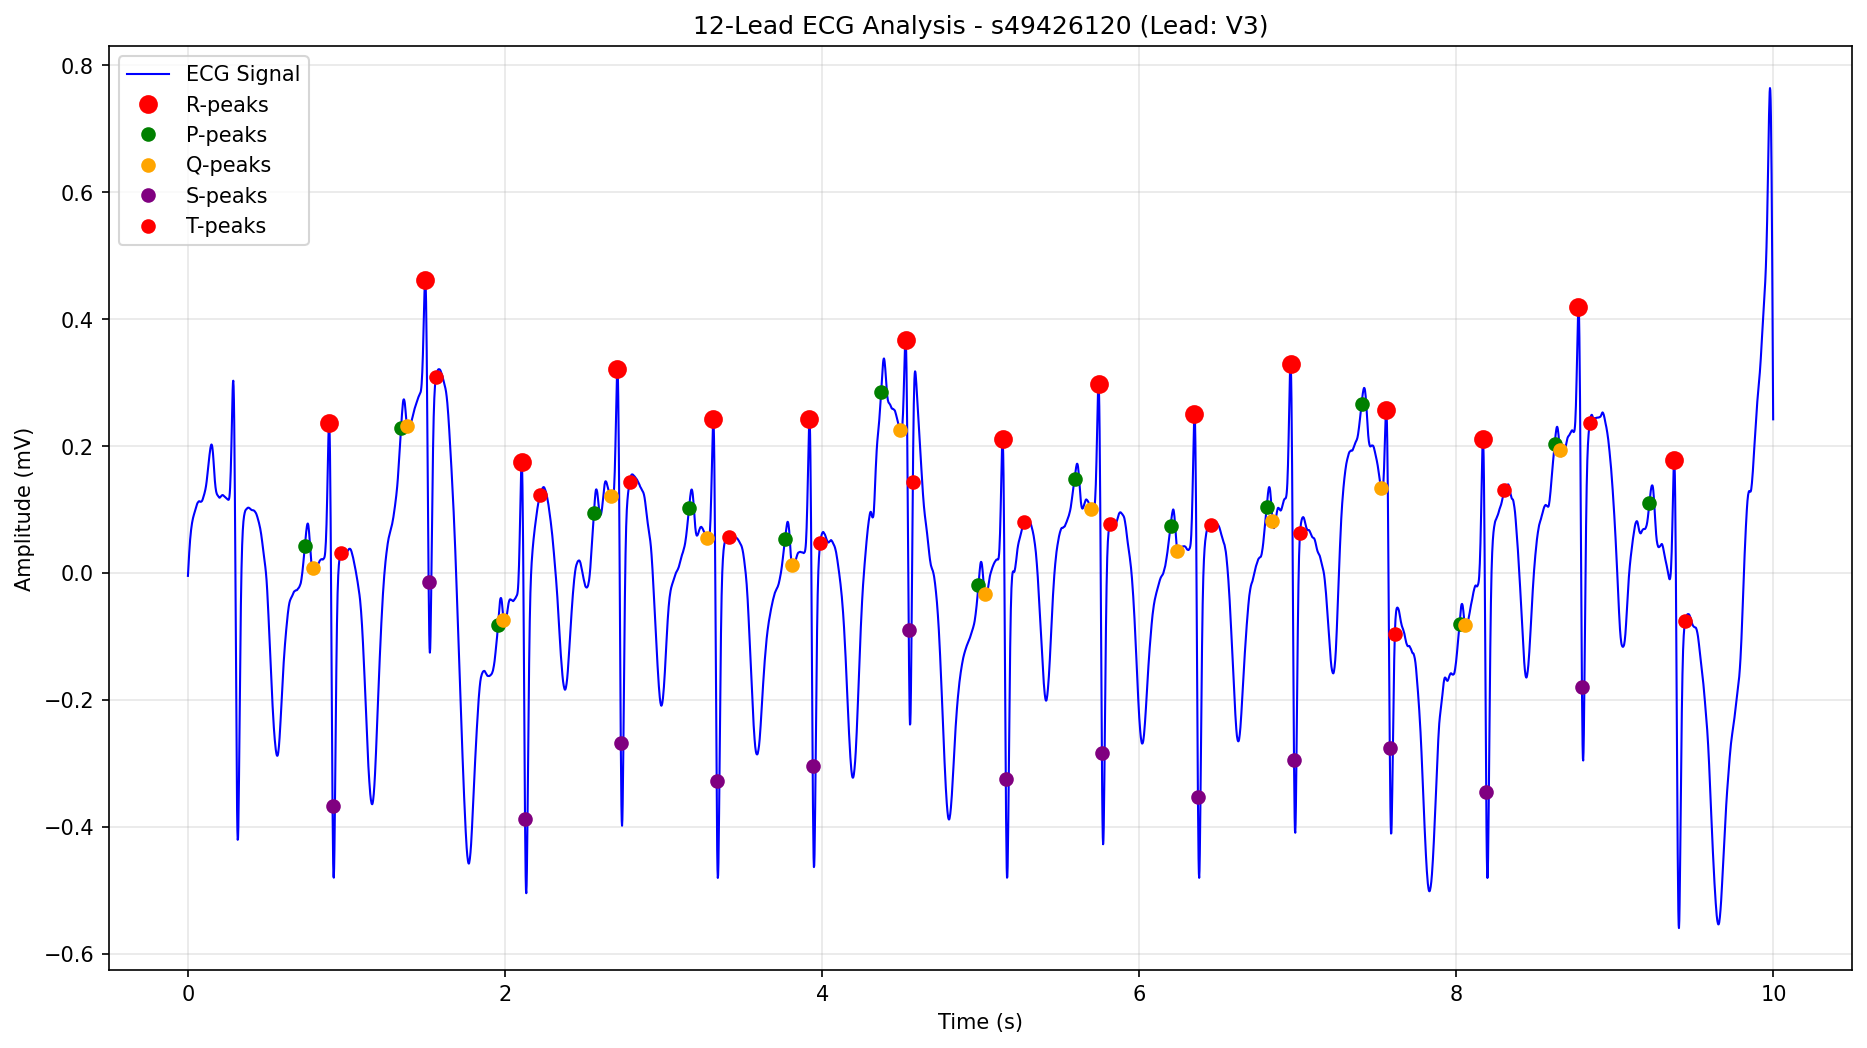 12-Lead ECG Analysis - s49426120 (Lead: V3)
ECG Signal
R-peaks
P-peaks
Q-peaks
S-peaks
T-peaks
Amplitude (mV)
0.8
0.6
0.4
0.2
0.0
−0.2
−0.4
−0.6
0
2
4
6
8
10
Time (s)